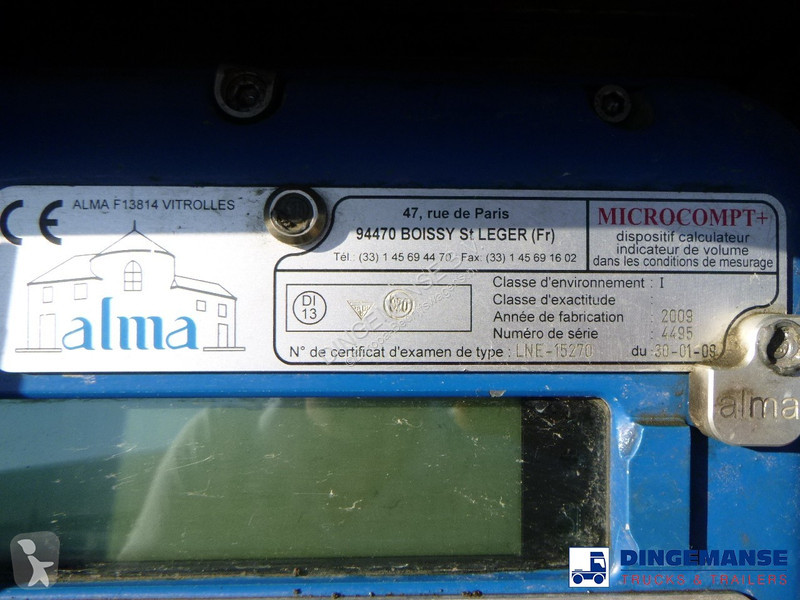 CE
ALMA F13814 VITROLLES
alma
47, rue de Paris
94470 BOISSY St LEGER (Fr)
Tél.: (33) 1 45 69 44 70 Fax: (33) 1 45 69 16 02
MICROCOMPT+
dispositif calculateur
indicateur de volume
dans les conditions de mesurage
DI
13
Classe d'environnement : I
Classe d'exactitude :
Année de fabrication : 2009
Numéro de série : 4495
N° de certificat d'examen de type : LNE-15270 du 30-01-09
alma
DINGEMANSE
TRUCKS & TRAILERS